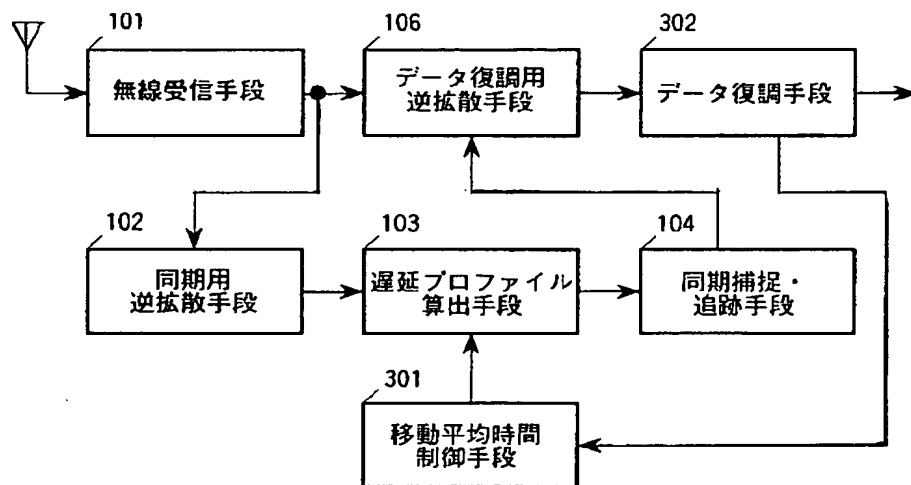 101
無線受信手段
106
データ復調用
逆拡散手段
302
データ復調手段
102
同期用
逆拡散手段
103
遅延プロファイル
算出手段
104
同期捕捉・
追跡手段
301
移動平均時間
制御手段